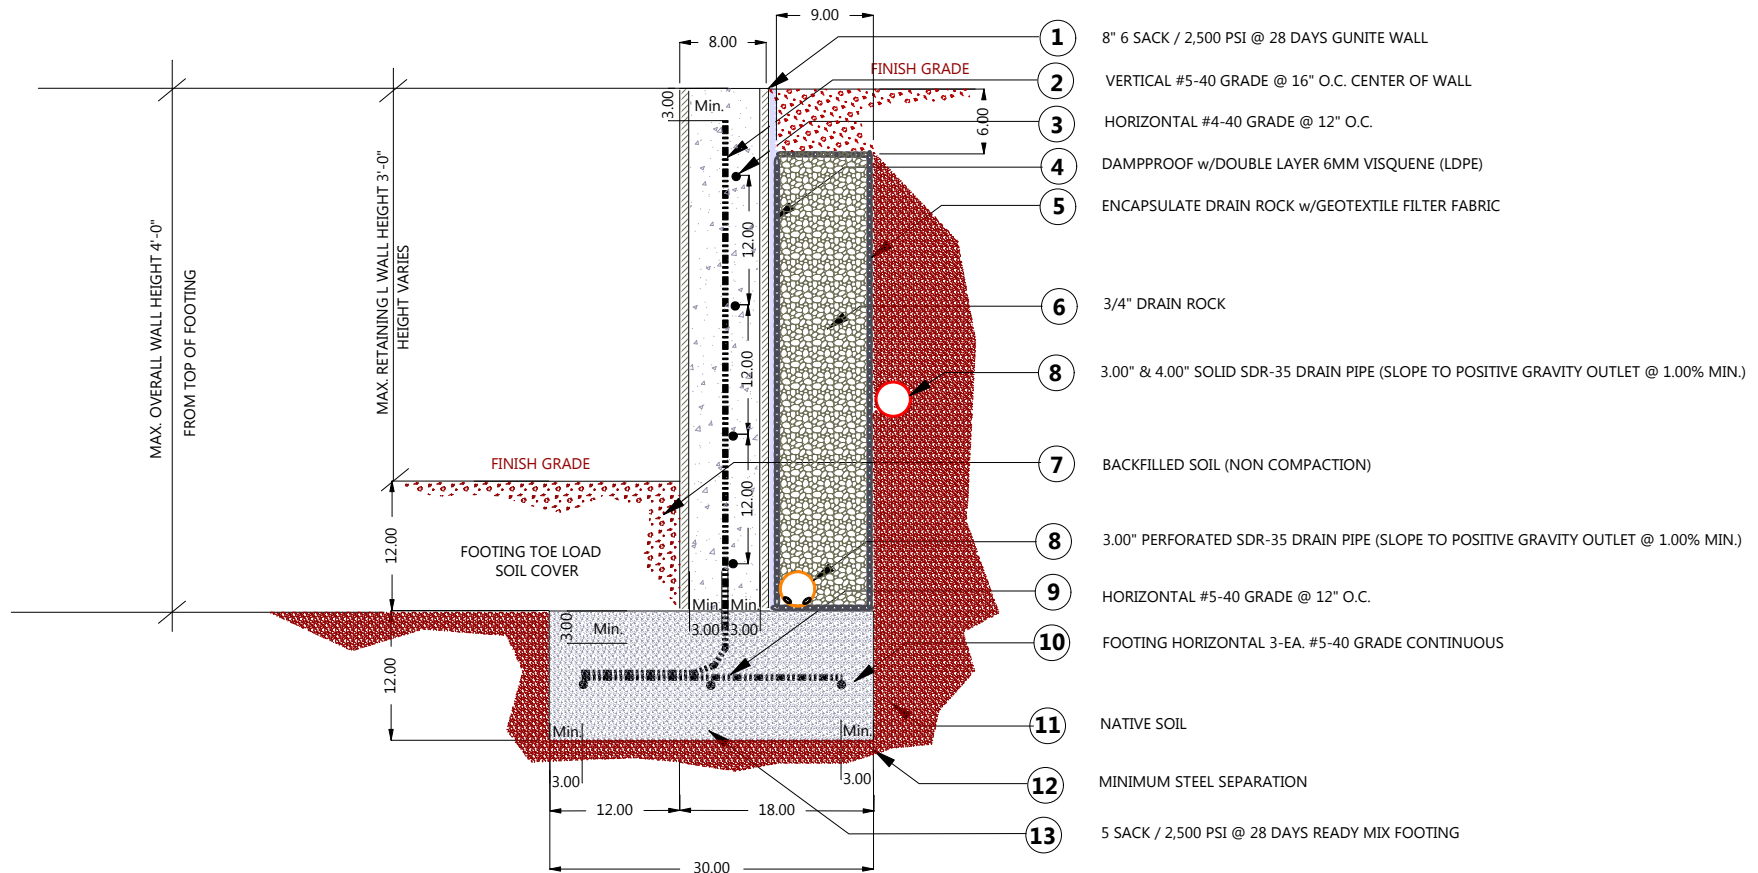 9.00
8.00
1
8" 6 SACK / 2,500 PSI @ 28 DAYS GUNITE WALL
FINISH GRADE
2
VERTICAL #5-40 GRADE @ 16" O.C. CENTER OF WALL
3.00
Min.
6.00
3
HORIZONTAL #4-40 GRADE @ 12" O.C.
4
DAMPPROOF w/DOUBLE LAYER 6MM VISQUENE (LDPE)
5
ENCAPSULATE DRAIN ROCK w/GEOTEXTILE FILTER FABRIC
MAX. OVERALL WALL HEIGHT 4'-0"
FROM TOP OF FOOTING
MAX. RETAINING L WALL HEIGHT 3'-0"
HEIGHT VARIES
12.00
6
3/4" DRAIN ROCK
12.00
8
3.00" & 4.00" SOLID SDR-35 DRAIN PIPE (SLOPE TO POSITIVE GRAVITY OUTLET @ 1.00% MIN.)
FINISH GRADE
7
BACKFILLED SOIL (NON COMPACTION)
12.00
12.00
FOOTING TOE LOAD
SOIL COVER
8
3.00" PERFORATED SDR-35 DRAIN PIPE (SLOPE TO POSITIVE GRAVITY OUTLET @ 1.00% MIN.)
9
HORIZONTAL #5-40 GRADE @ 12" O.C.
Min.
Min.
3.00
3.00
3.00
Min.
10
FOOTING HORIZONTAL 3-EA. #5-40 GRADE CONTINUOUS
12.00
11
NATIVE SOIL
Min.
Min.
3.00
3.00
12
MINIMUM STEEL SEPARATION
12.00
18.00
13
5 SACK / 2,500 PSI @ 28 DAYS READY MIX FOOTING
30.00